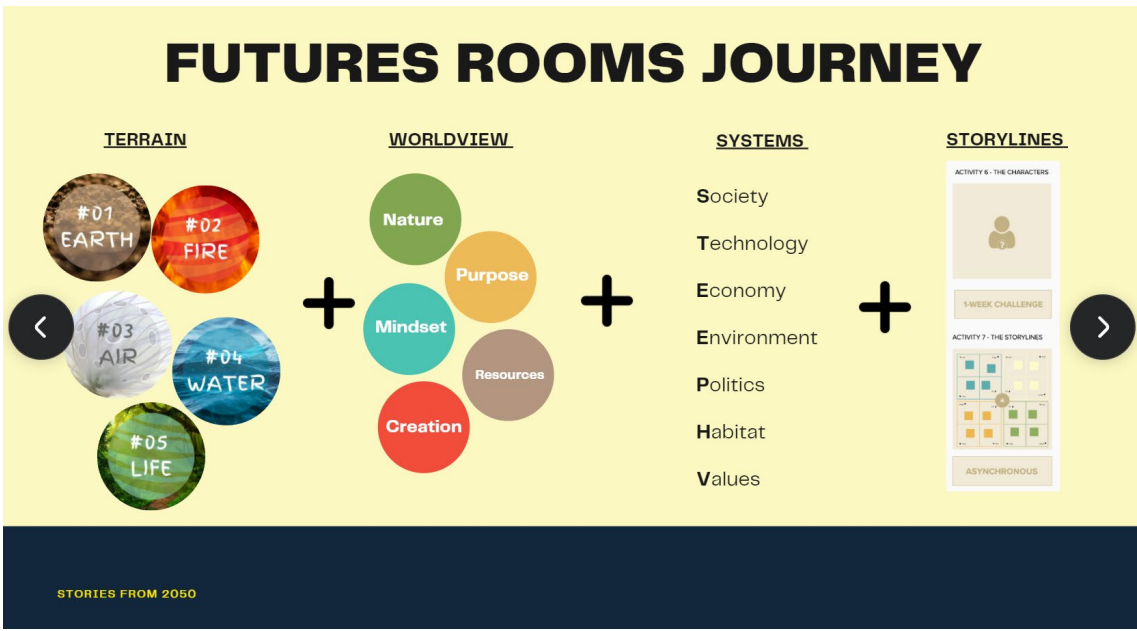 FUTURES ROOMS JOURNEY
TERRAIN
#01
EARTH
#02
FIRE
#03
AIR
#04
WATER
#05
LIFE
WORLDVIEW
Nature
Purpose
Mindset
Resources
Creation
SYSTEMS
Society
Technology
Economy
Environment
Politics
Habitat
Values
STORYLINES
ACTIVITY 6 - THE CHARACTERS
?
1-WEEK CHALLENGE
ACTIVITY 7 - THE STORYLINES
ASYNCHRONOUS
STORIES FROM 2050